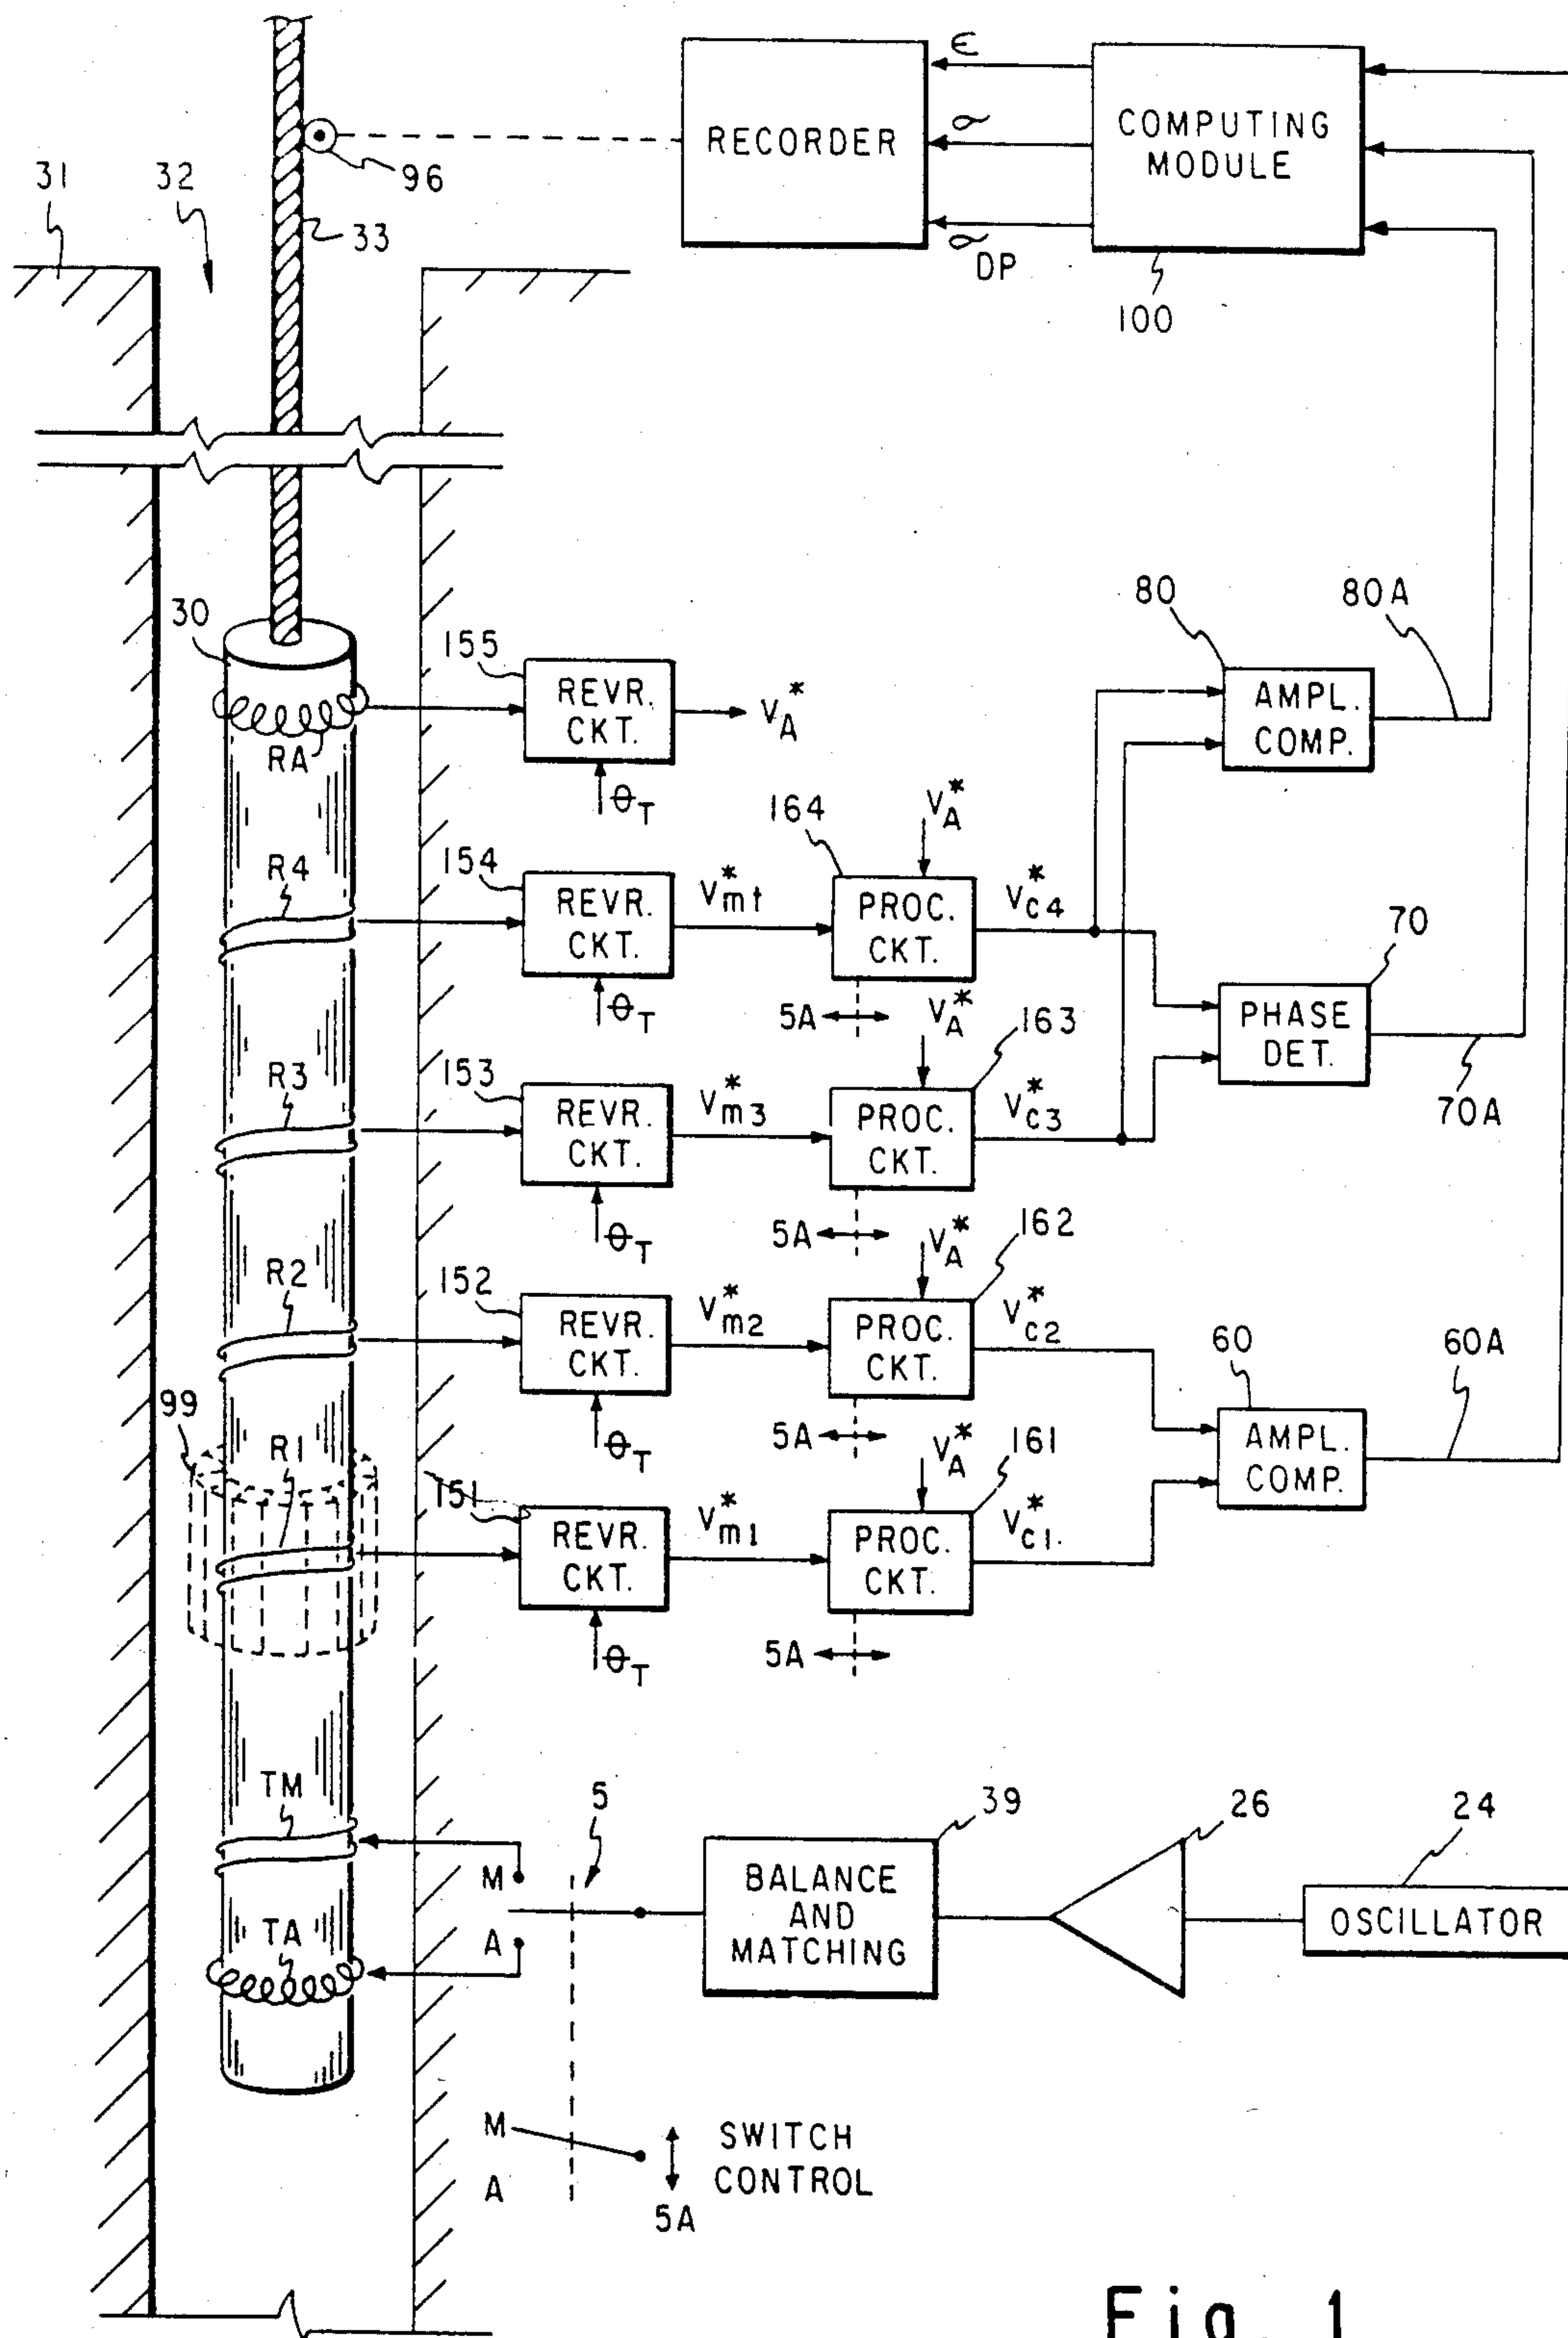 ϵ
RECORDER
σ
COMPUTING
MODULE
σDP
100
96
31
32
33
30
155
REVR.
CKT.
V*A
RA
θT
80
80A
AMPL.
COMP.
164
V*A
R4
154
REVR.
CKT.
V*mt
PROC.
CKT.
V*c4
θT
5A
70
PHASE
DET.
70A
V*A
163
R3
153
REVR.
CKT.
V*m3
PROC.
CKT.
V*c3
θT
5A
V*A
162
R2
152
REVR.
CKT.
V*m2
PROC.
CKT.
V*c2
θT
5A
60
60A
AMPL.
COMP.
99
V*A
161
R1
151
REVR.
CKT.
V*m1
PROC.
CKT.
V*c1.
θT
5A
TM
5
39
26
24
M
A
BALANCE
AND
MATCHING
OSCILLATOR
TA
M
A
SWITCH
CONTROL
5A
Fig. 1